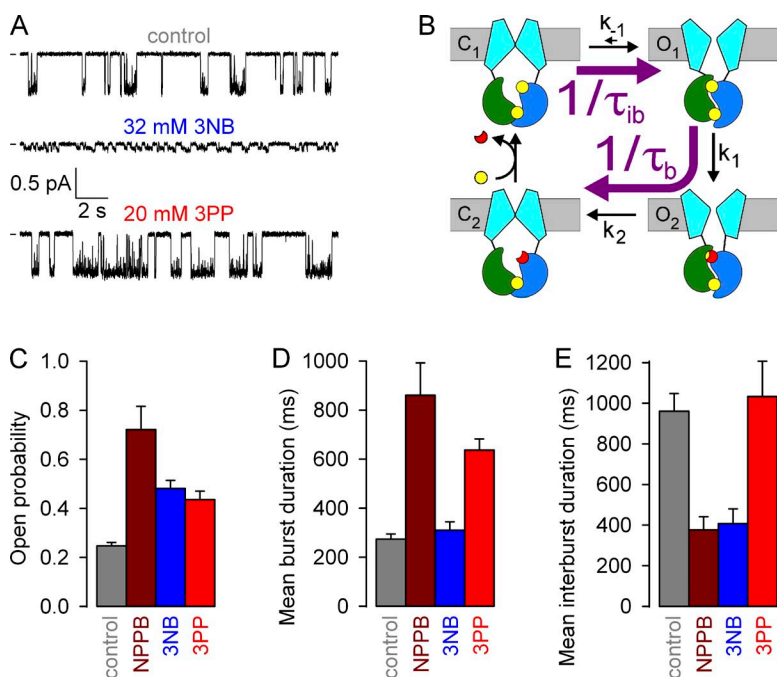 A
control
32 mM 3NB
0.5 pA
2 s
20 mM 3PP
B
C1
k-1
O1
1/τib
1/τb
k1
C2
k2
O2
C
Open probability
1.0
0.8
0.6
0.4
0.2
0.0
control
NPPB
3NB
3PP
D
Mean burst duration (ms)
1000
800
600
400
200
0
control
NPPB
3NB
3PP
E
Mean interburst duration (ms)
1200
1000
800
600
400
200
0
control
NPPB
3NB
3PP